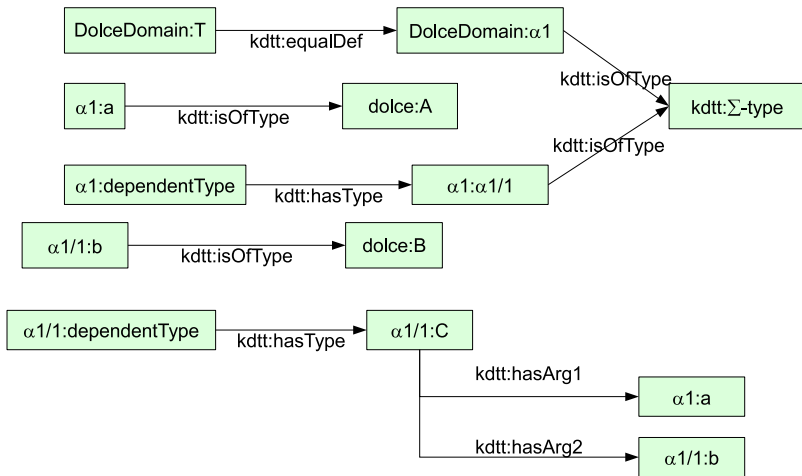 DolceDomain:T
kdtt:equalDef
DolceDomain:α1
kdtt:isOfType
kdtt:∑-type
α1:a
kdtt:isOfType
dolce:A
kdtt:isOfType
α1:dependentType
kdtt:hasType
α1:α1/1
α1/1:b
kdtt:isOfType
dolce:B
α1/1:dependentType
kdtt:hasType
α1/1:C
kdtt:hasArg1
α1:a
kdtt:hasArg2
α1/1:b